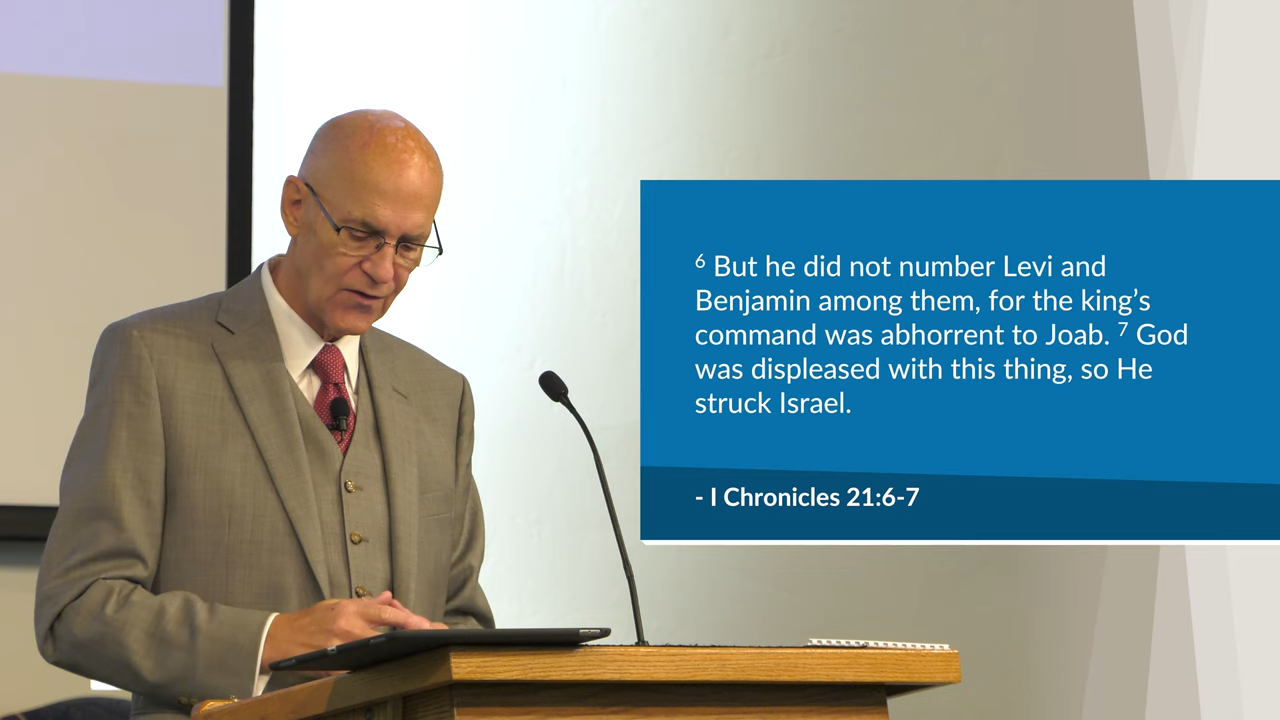 ⁶ But he did not number Levi and
Benjamin among them, for the king’s
command was abhorrent to Joab. ⁷ God
was displeased with this thing, so He
struck Israel.
- I Chronicles 21:6-7